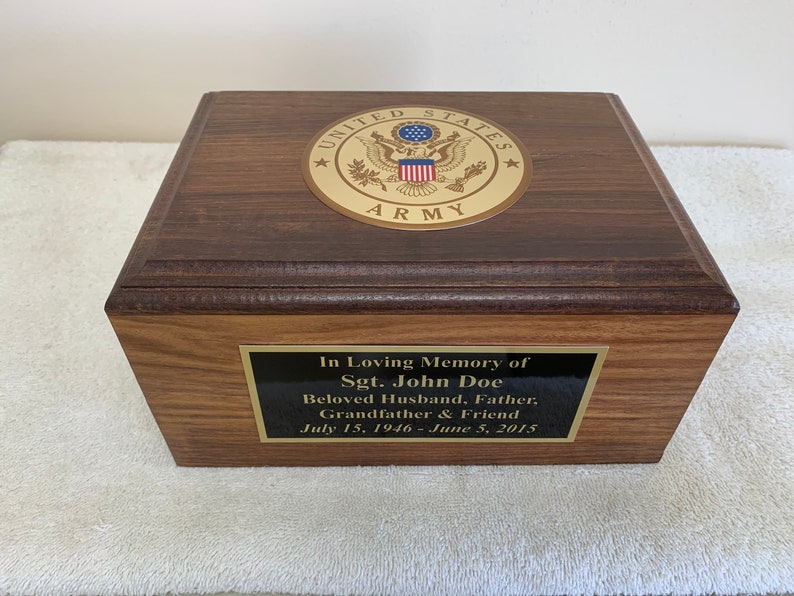 UNITED STATES
ARMY
In Loving Memory of
Sgt. John Doe
Beloved Husband, Father,
Grandfather & Friend
July 15, 1946 - June 5, 2015